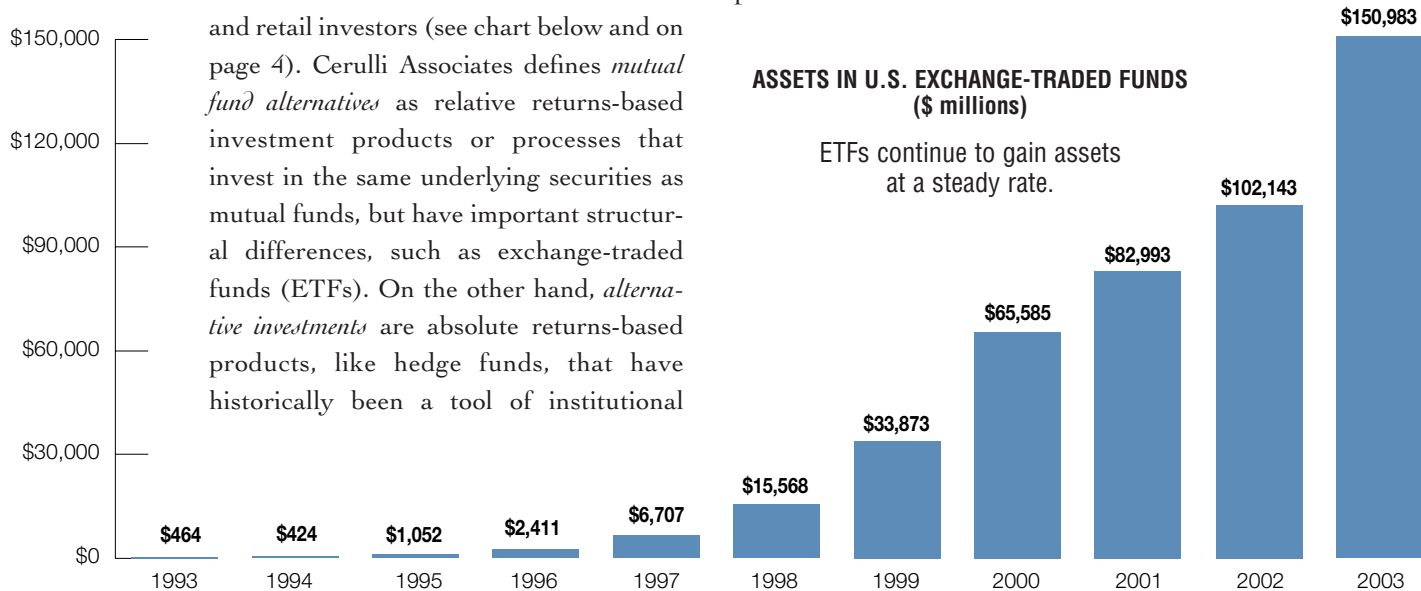 and retail investors (see chart below and on
page 4). Cerulli Associates defines mutual
fund alternatives as relative returns-based
investment products or processes that
invest in the same underlying securities as
mutual funds, but have important structur-
al differences, such as exchange-traded
funds (ETFs). On the other hand, alterna-
tive investments are absolute returns-based
products, like hedge funds, that have
historically been a tool of institutional
ASSETS IN U.S. EXCHANGE-TRADED FUNDS
($ millions)
ETFs continue to gain assets
at a steady rate.
$150,000
$120,000
$90,000
$60,000
$30,000
$0
$464
$424
$1,052
$2,411
$6,707
$15,568
$33,873
$65,585
$82,993
$102,143
$150,983
1993 1994 1995 1996 1997 1998 1999 2000 2001 2002 2003